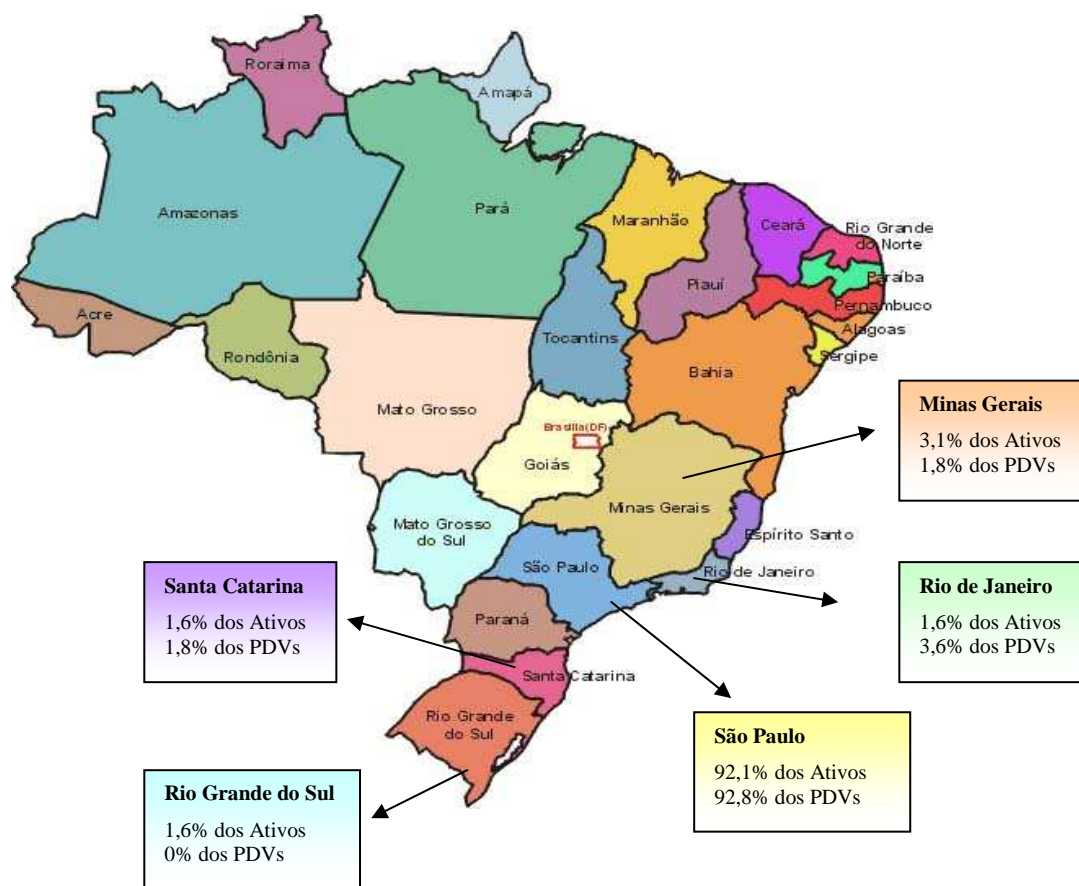 Roraima
Amapá
Amazonas
Pará
Maranhão
Ceará
Rio Grande
do Norte
Paraíba
Piauí
Pernambuco
Acre
Alagoas
Rondônia
Tocantins
Sergipe
Bahia
Mato Grosso
Brasília(DF)
Goiás
Minas Gerais
Mato Grosso
do Sul
Espírito Santo
São Paulo
Rio de Janeiro
Paraná
Santa Catarina
Rio Grande
do Sul
Minas Gerais
3,1% dos Ativos
1,8% dos PDVs
Santa Catarina
1,6% dos Ativos
1,8% dos PDVs
Rio de Janeiro
1,6% dos Ativos
3,6% dos PDVs
São Paulo
92,1% dos Ativos
92,8% dos PDVs
Rio Grande do Sul
1,6% dos Ativos
0% dos PDVs